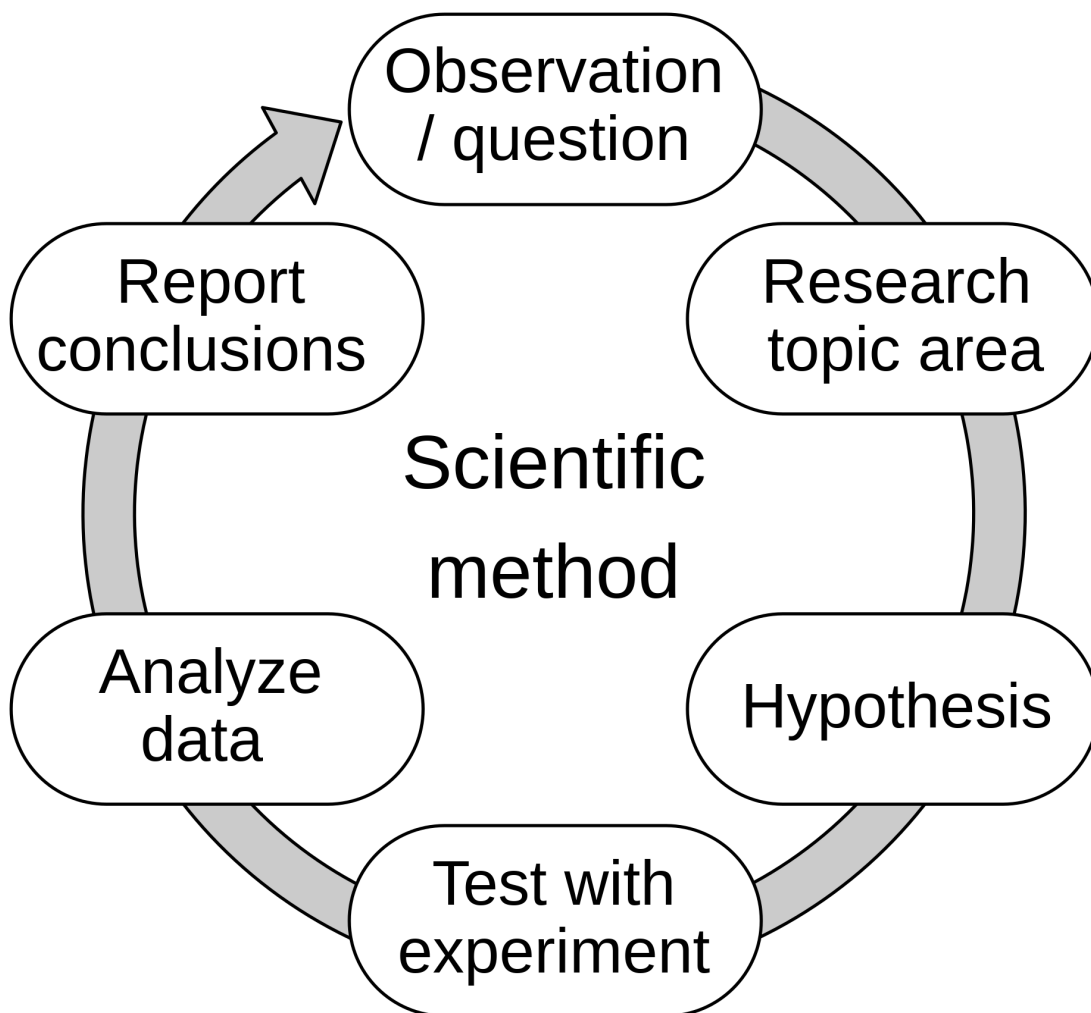 Observation
/ question
Research
topic area
Hypothesis
Test with
experiment
Analyze
data
Report
conclusions
Scientific
method